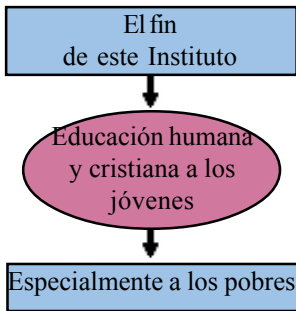 El fin
de este Instituto
Educación humana
y cristiana a los
jóvenes
Especialmente a los pobres